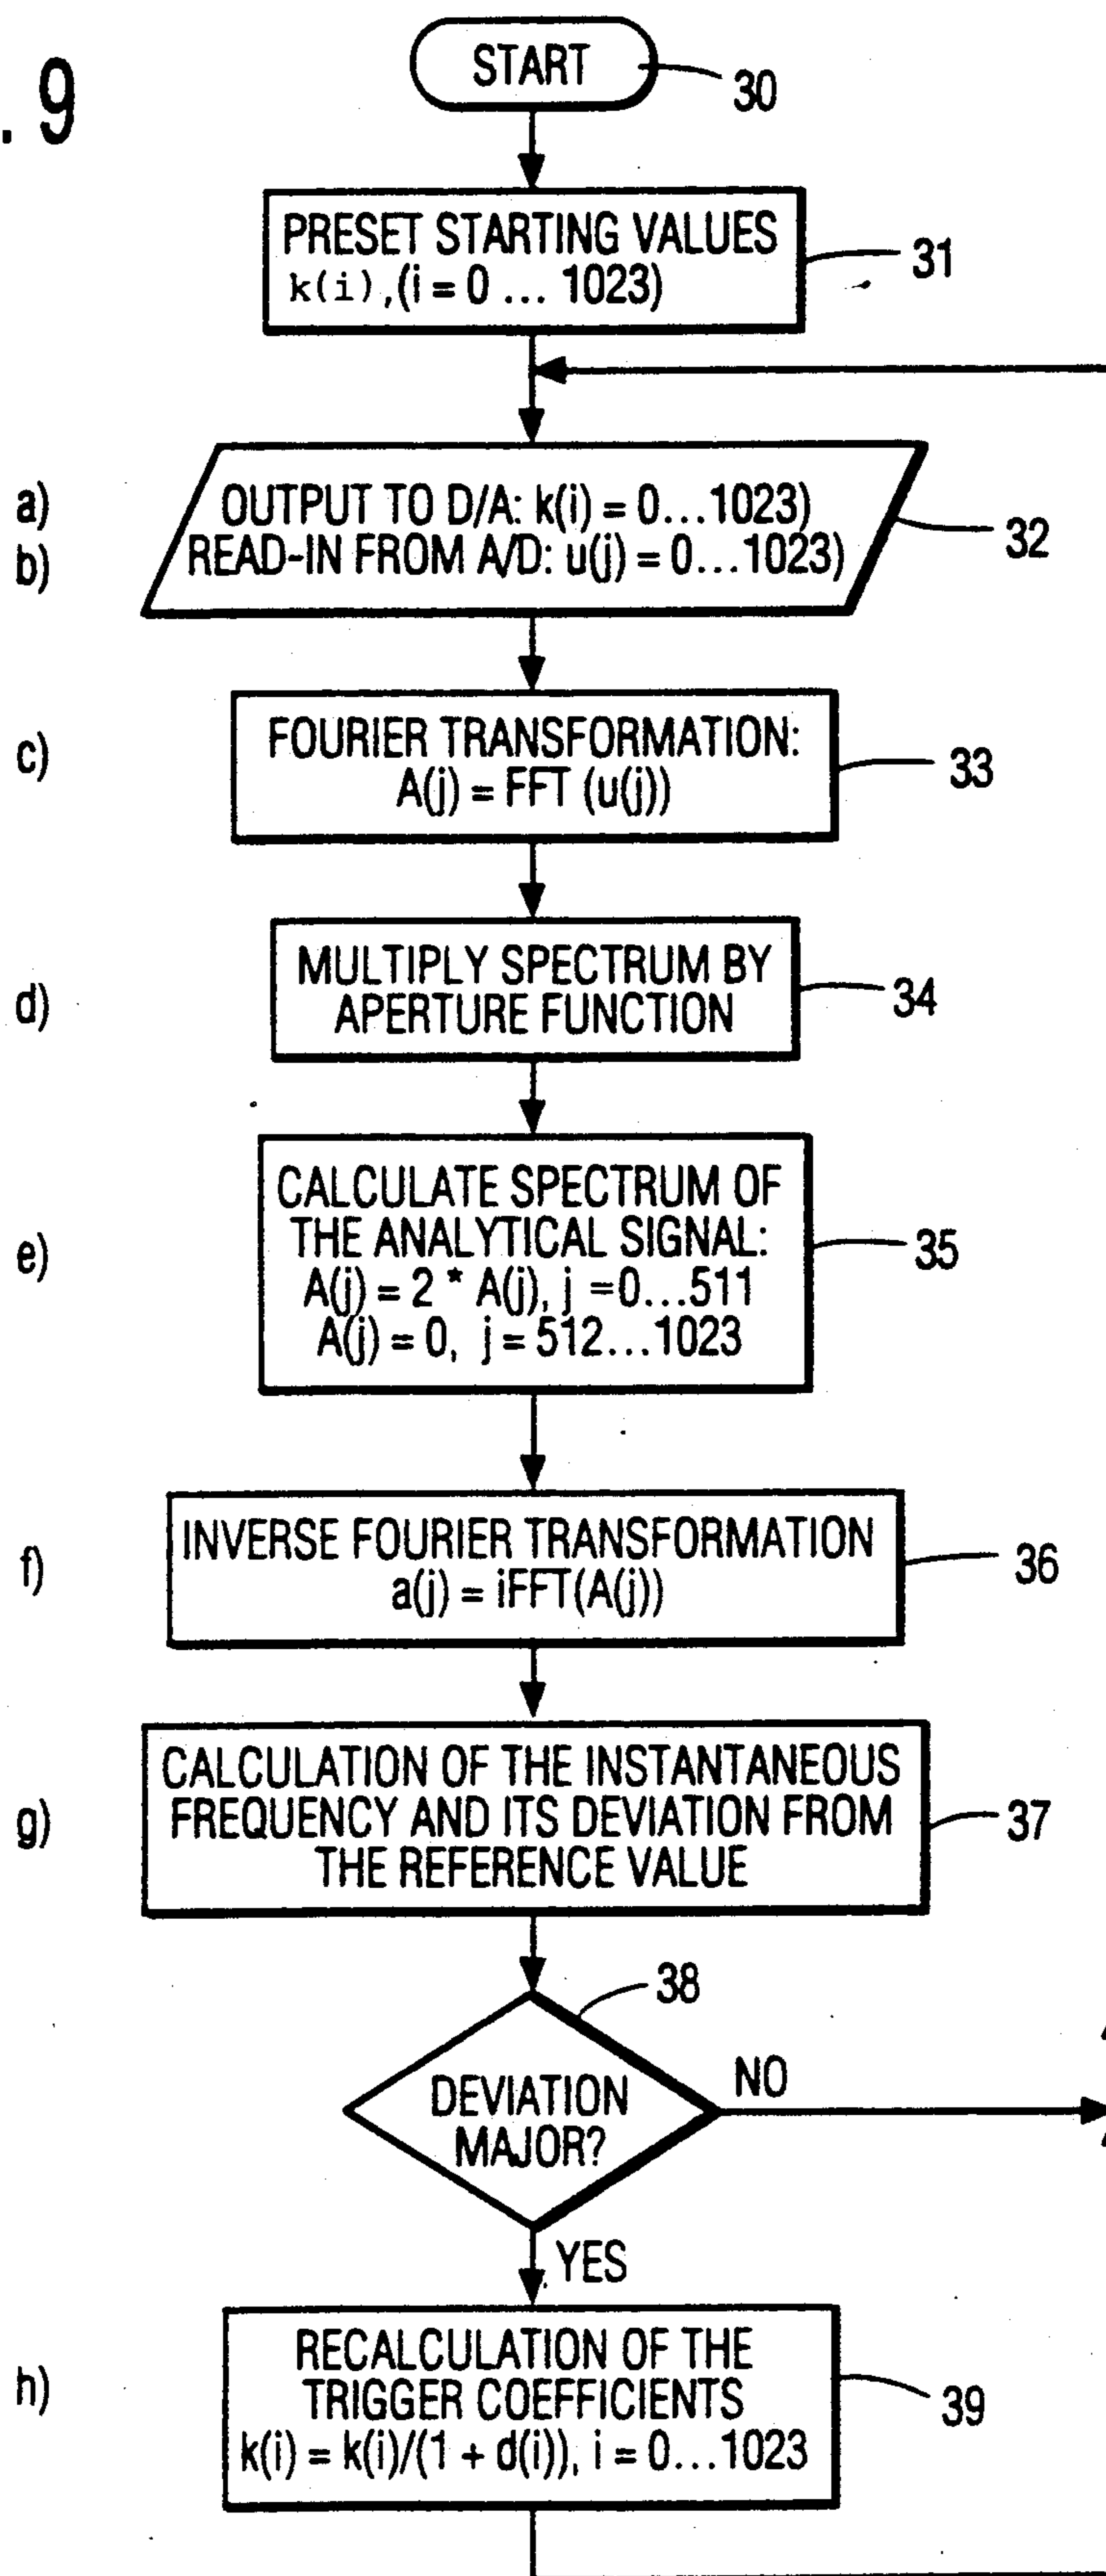 . 9
START
30
PRESET STARTING VALUES
k(i),(i = 0 ... 1023)
31
a)
OUTPUT TO D/A: k(i) = 0...1023)
b)
READ-IN FROM A/D: u(j) = 0...1023)
32
c)
FOURIER TRANSFORMATION:
A(j) = FFT (u(j))
33
d)
MULTIPLY SPECTRUM BY
APERTURE FUNCTION
34
e)
CALCULATE SPECTRUM OF
THE ANALYTICAL SIGNAL:
A(j) = 2 * A(j), j =0...511
A(j) = 0, j = 512...1023
35
f)
INVERSE FOURIER TRANSFORMATION
a(j) = iFFT(A(j))
36
g)
CALCULATION OF THE INSTANTANEOUS
FREQUENCY AND ITS DEVIATION FROM
THE REFERENCE VALUE
37
38
DEVIATION
MAJOR?
NO
YES
h)
RECALCULATION OF THE
TRIGGER COEFFICIENTS
k(i) = k(i)/(1 + d(i)), i = 0...1023
39